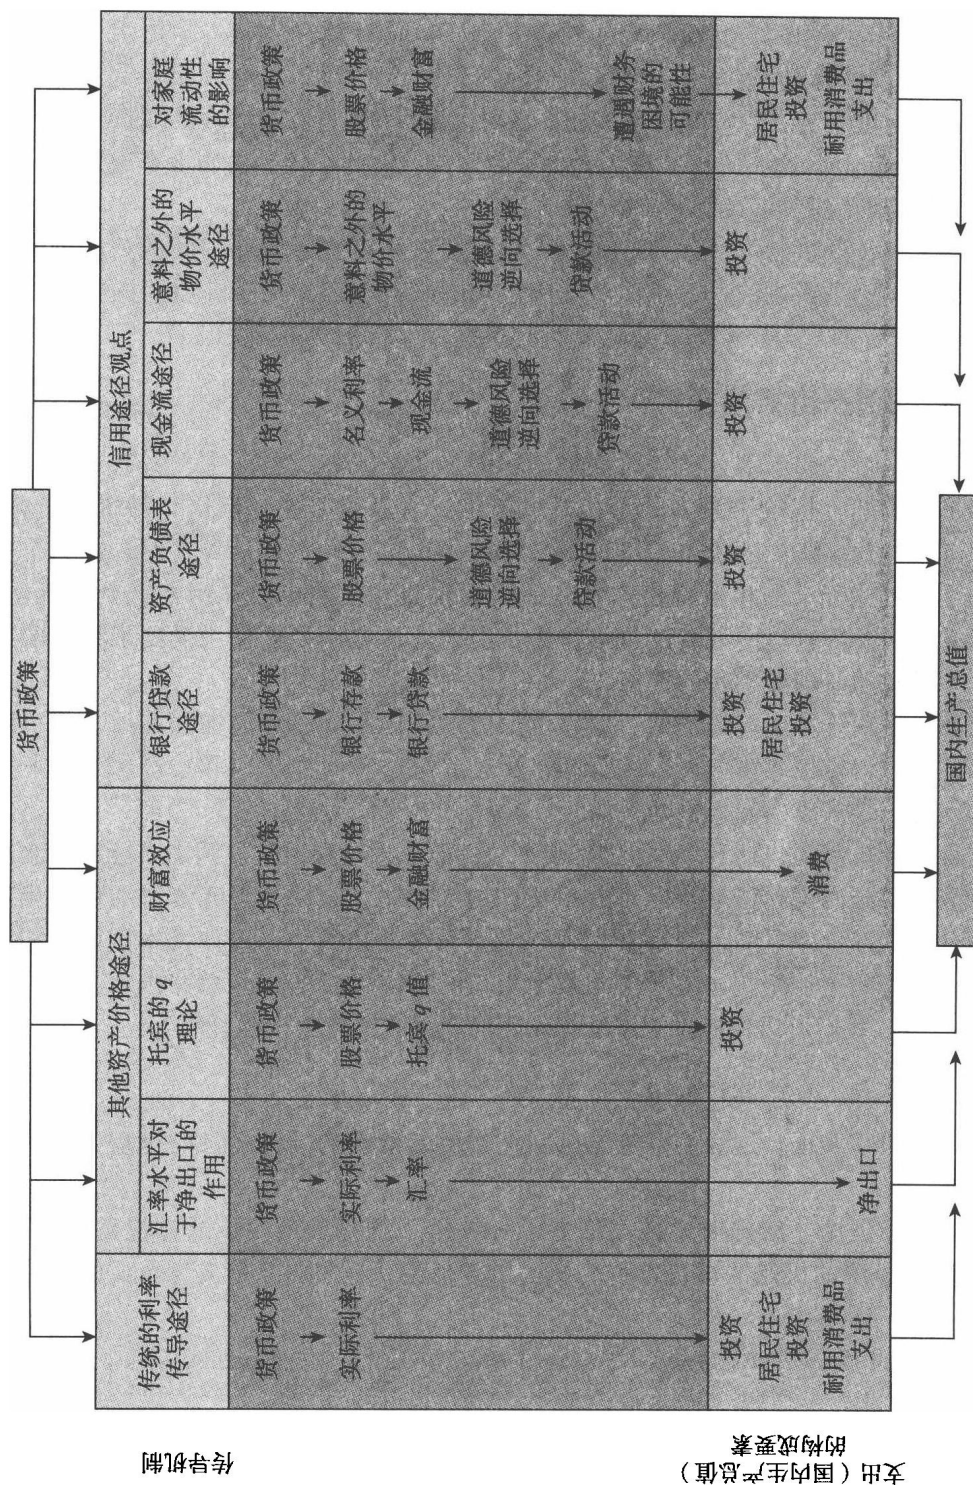 货币政策
传统的利率
传导途径
其他资产价格途径
信用途径观点
汇率水平对
于净出口的
作用
托宾的q
理论
财富效应
银行贷款
途径
资产负债表
途径
现金流途径
意料之外的
物价水平
途径
对家庭
流动性
的影响
传导机制
货币政策
实际利率
货币政策
实际利率
汇率
货币政策
股票价格
托宾q值
货币政策
股票价格
金融财富
货币政策
银行存款
银行贷款
货币政策
股票价格
道德风险
逆向选择
贷款活动
货币政策
名义利率
现金流
道德风险
逆向选择
贷款活动
货币政策
意料之外的
物价水平
道德风险
逆向选择
贷款活动
货币政策
股票价格
金融财富
遭遇财务
困境的
可能性
支出(国内生产总值)
的构成要素
投资
居民住宅
投资
耐用消费品
支出
净出口
投资
消费
投资
居民住宅
投资
投资
投资
投资
居民住宅
投资
耐用消费品
支出
国内生产总值